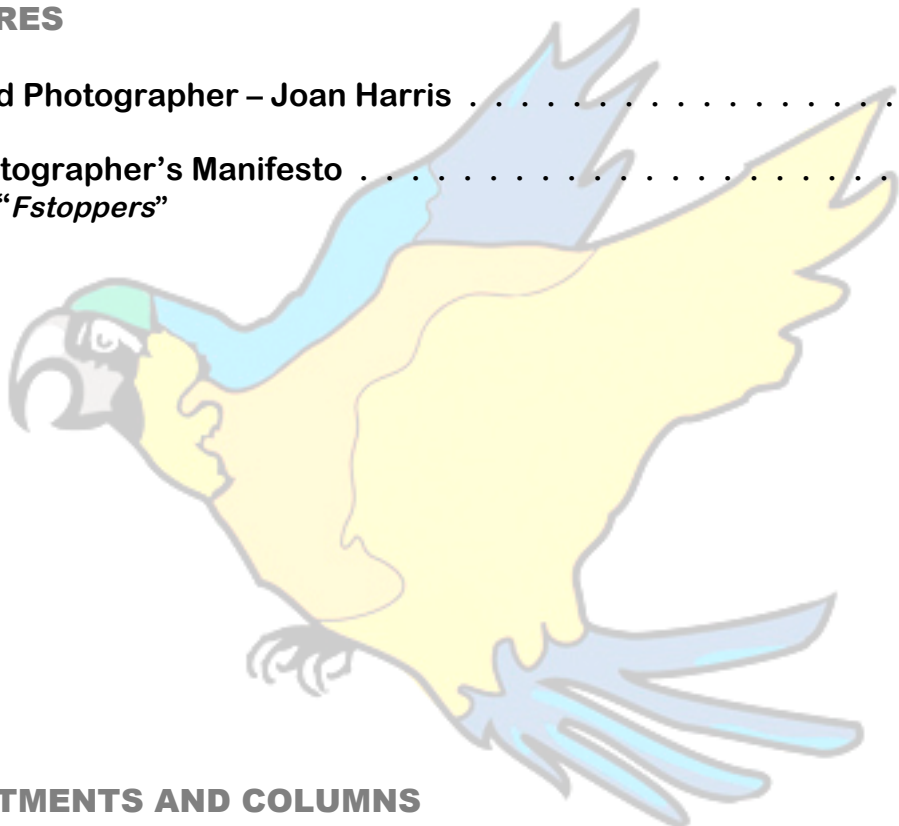 RES
d Photographer – Joan Harris . . . . . . . . . . . . . . . . .
tographer’s Manifesto . . . . . . . . . . . . . . . . . . . . .
“Fstoppers”
TMENTS AND COLUMNS